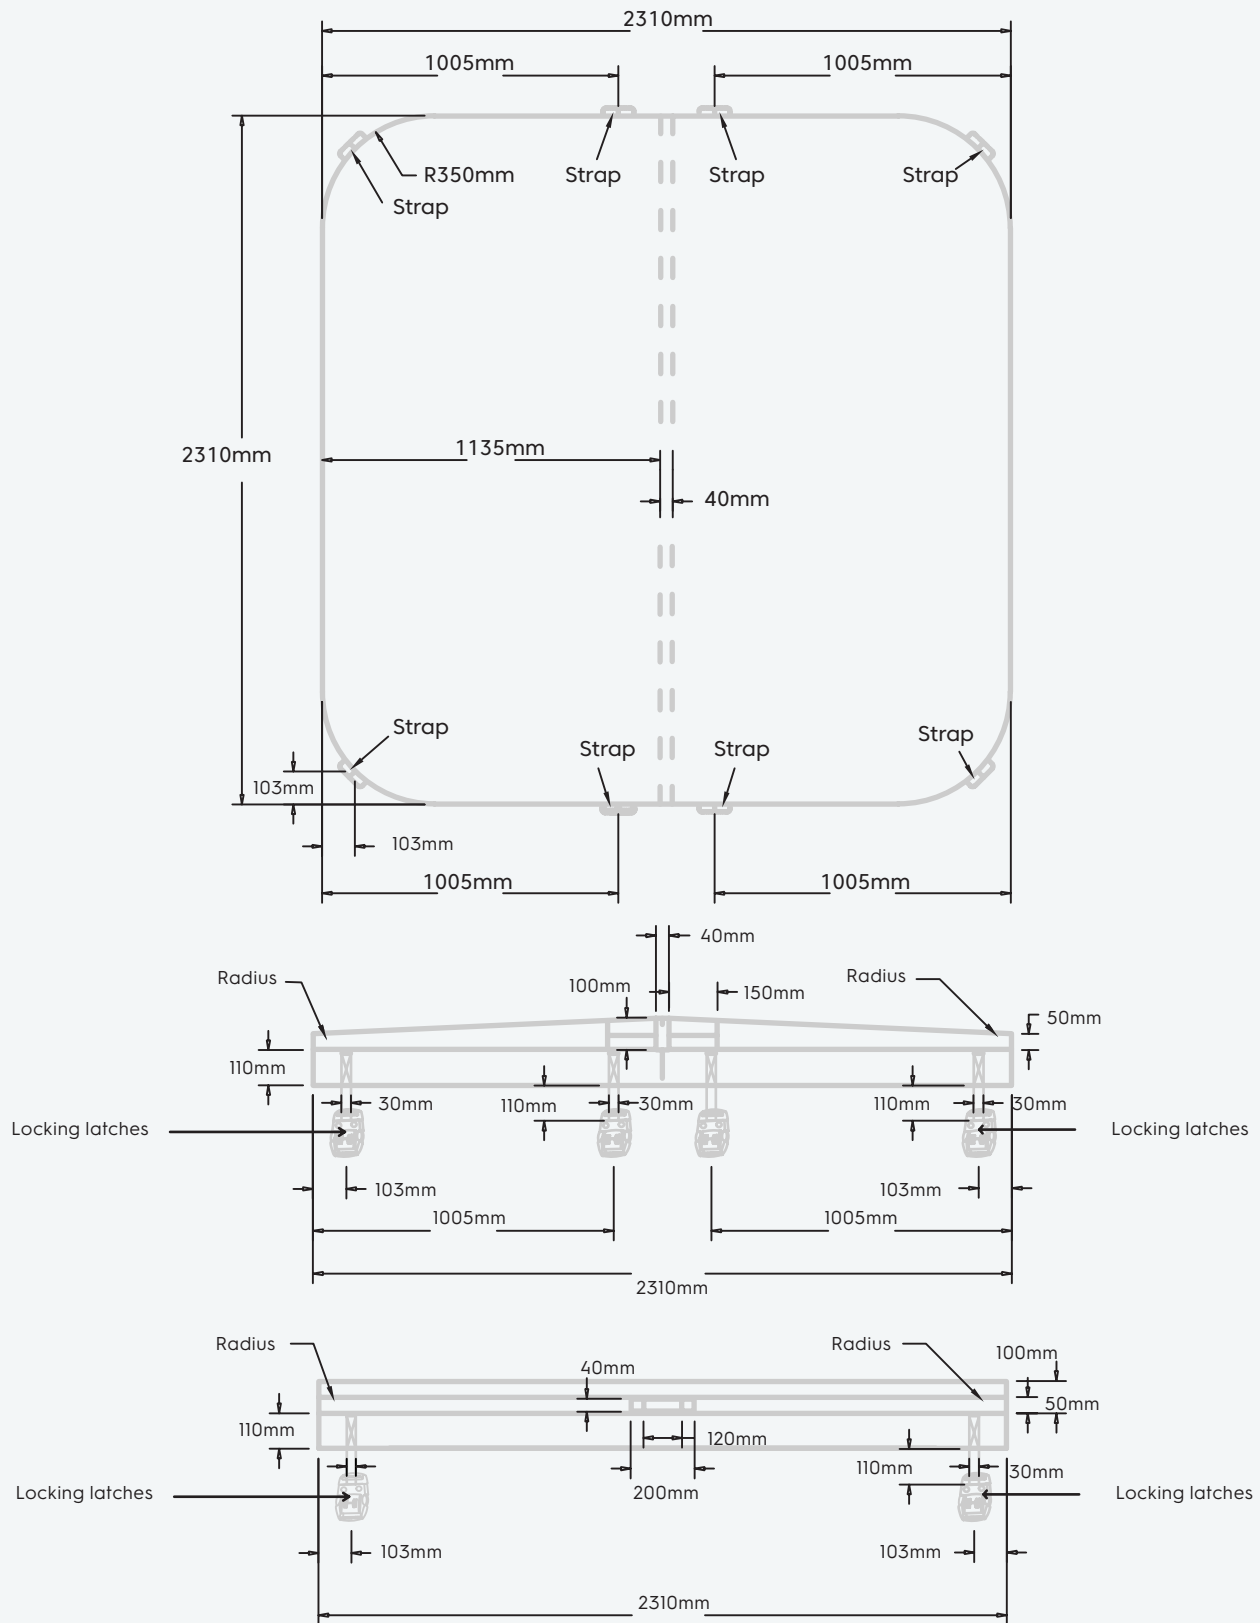 2310mm
1005mm 1005mm
R350mm Strap Strap Strap
Strap
1135mm
2310mm
40mm
Strap Strap Strap Strap
103mm
103mm
1005mm 1005mm
40mm
Radius Radius
100mm 150mm
50mm
110mm
30mm 110mm 30mm 110mm 30mm
Locking latches Locking latches
103mm 103mm
1005mm 1005mm
2310mm
Radius Radius
100mm
40mm
50mm
110mm 120mm
110mm 30mm
Locking latches 200mm Locking latches
103mm 103mm
2310mm